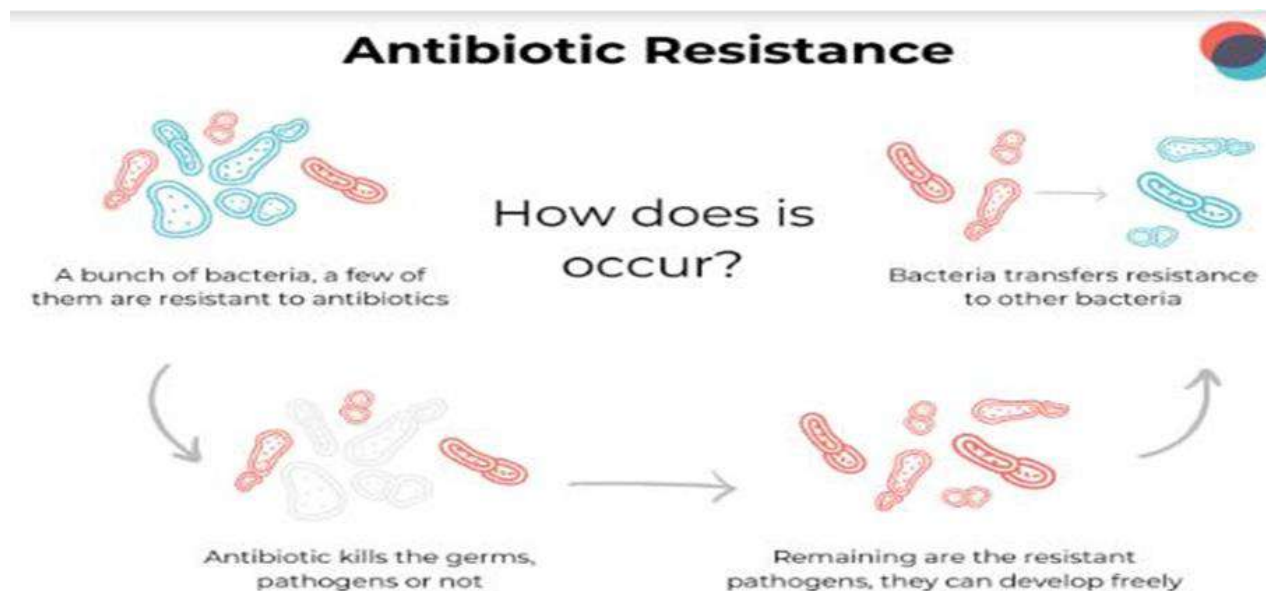 Antibiotic Resistance
How does is
occur?
A bunch of bacteria, a few of
them are resistant to antibiotics
Antibiotic kills the germs,
pathogens or not
Remaining are the resistant
pathogens, they can develop freely
Bacteria transfers resistance
to other bacteria